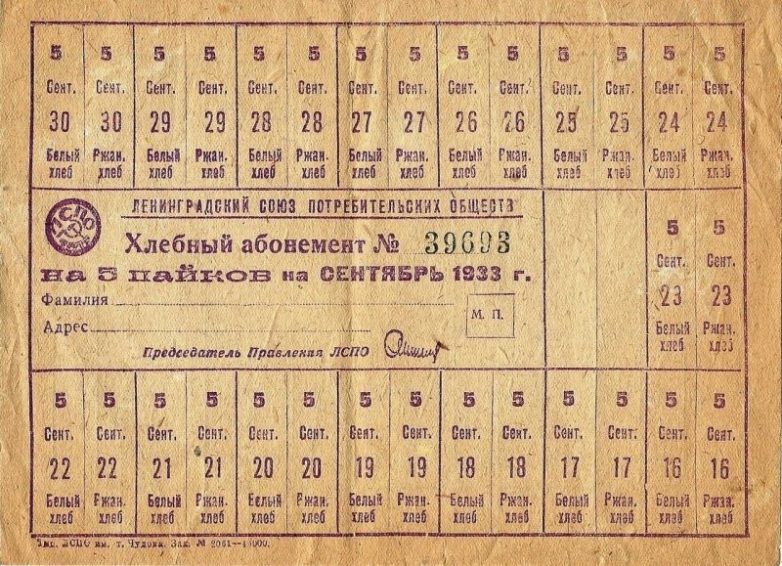 5 5 5 5 5 5 5 5 5 5 5 5 5 5
Сент. Сент. Сент. Сент. Сент. Сент. Сент. Сент. Сент. Сент. Сент. Сент. Сент. Сент.
30 30 29 29 28 28 27 27 26 26 25 25 24 24
Белый Ржан. Белый Ржан. Белый Ржан. Белый Ржан. Белый Ржан. Белый Ржан. Белый Ржан.
хлеб хлеб хлеб хлеб хлеб хлеб хлеб хлеб хлеб хлеб хлеб хлеб хлеб хлеб
ЛСПО
ЛЕНИНГРАДСКИЙ СОЮЗ ПОТРЕБИТЕЛЬСКИХ ОБЩЕСТВ
Хлебный абонемент № 39693
на 5 пайков на СЕНТЯБРЬ 1933 г.
Фамилия
Адрес
М. П.
Председатель Правления ЛСПО
5 5
Сент. Сент.
23 23
Белый Ржан.
хлеб хлеб
5 5 5 5 5 5 5 5 5 5 5 5 5 5
Сент. Сент. Сент. Сент. Сент. Сент. Сент. Сент. Сент. Сент. Сент. Сент. Сент. Сент.
22 22 21 21 20 20 19 19 18 18 17 17 16 16
Белый Ржан. Белый Ржан. Белый Ржан. Белый Ржан. Белый Ржан. Белый Ржан. Белый Ржан.
хлеб хлеб хлеб хлеб хлеб хлеб хлеб хлеб хлеб хлеб хлеб хлеб хлеб хлеб
Тип. ЛСПО им. т. Чудова. Зак. № 2061—